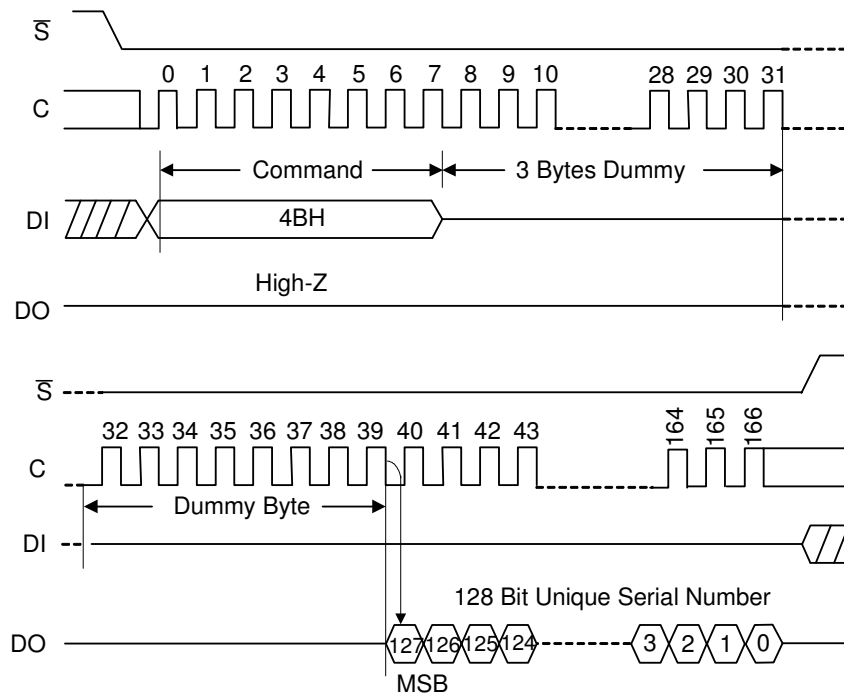 S
0 1 2 3 4 5 6 7 8 9 10 28 29 30 31
C
Command 3 Bytes Dummy
DI 4BH
High-Z
DO
S
32 33 34 35 36 37 38 39 40 41 42 43 164 165 166
C
Dummy Byte
DI
128 Bit Unique Serial Number
DO 127 126 125 124 3 2 1 0
MSB